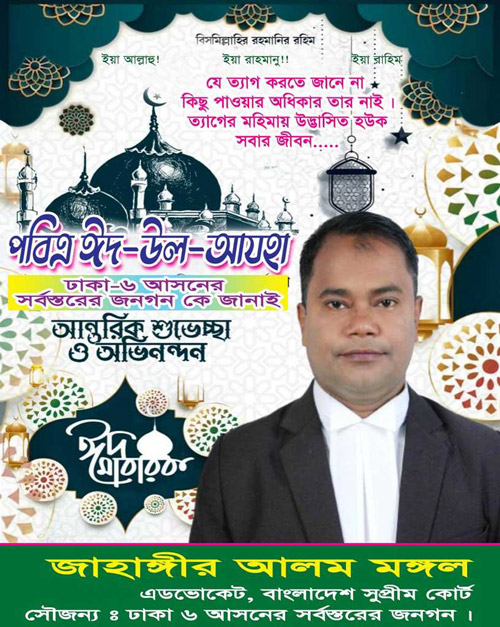 বিসমিল্লাহির রহমানির রহিম
ইয়া আল্লাহু! ইয়া রাহমানু!! ইয়া রাহিম
যে ত্যাগ করতে জানে না
কিছু পাওয়ার অধিকার তার নাই ।
ত্যাগের মহিমায় উদ্ভাসিত হউক
সবার জীবন.....
পবিত্র ঈদ-উল-আযহা
ঢাকা-৬ আসনের
সর্বস্তরের জনগন কে জানাই
আন্তরিক শুভেচ্ছা
ও অভিনন্দন
ঈদ
মোবারক
জাহাঙ্গীর আলম মঙ্গল
এডভোকেট, বাংলাদেশ সুপ্রীম কোর্ট
সৌজন্য ঃ ঢাকা ৬ আসনের সর্বস্তরের জনগন ।